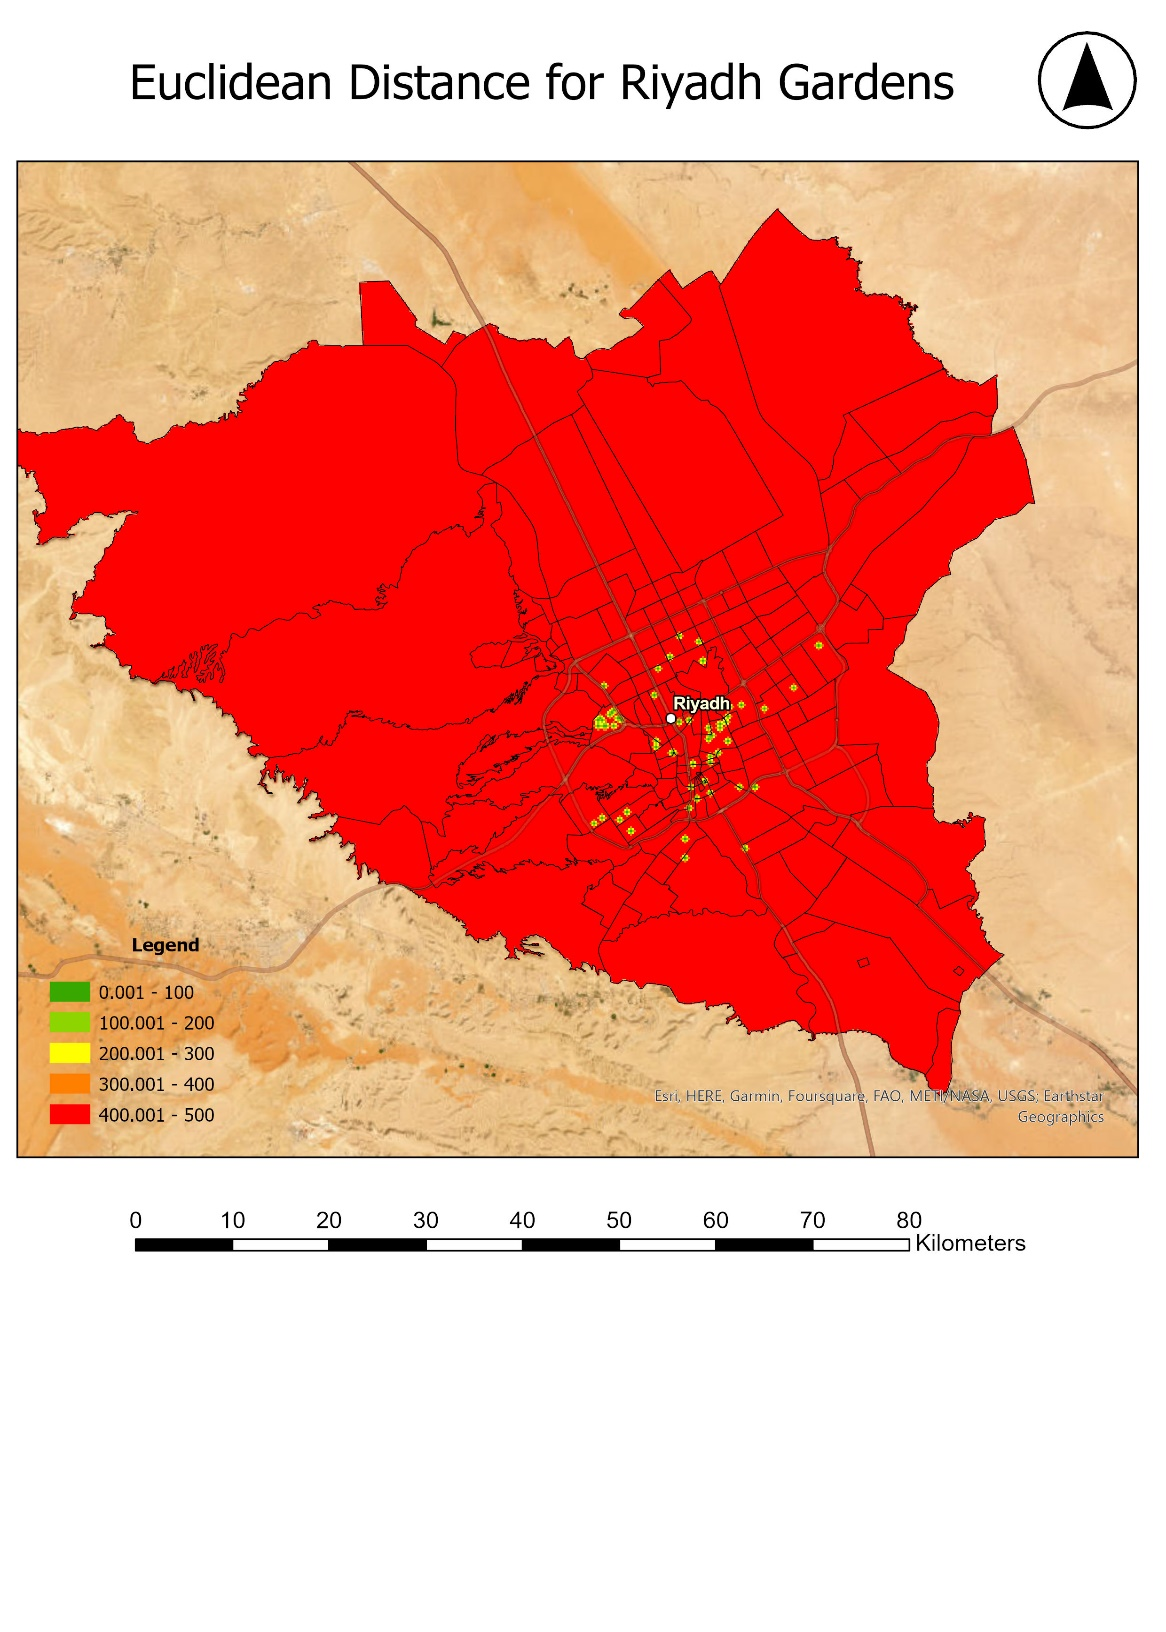 Euclidean Distance for Riyadh Gardens
Riyadh
Legend
0.001 - 100
100.001 - 200
200.001 - 300
300.001 - 400
400.001 - 500
Esri, HERE, Garmin, Foursquare, FAO, METI/NASA, USGS; Earthstar
Geographics
0 10 20 30 40 50 60 70 80
Kilometers